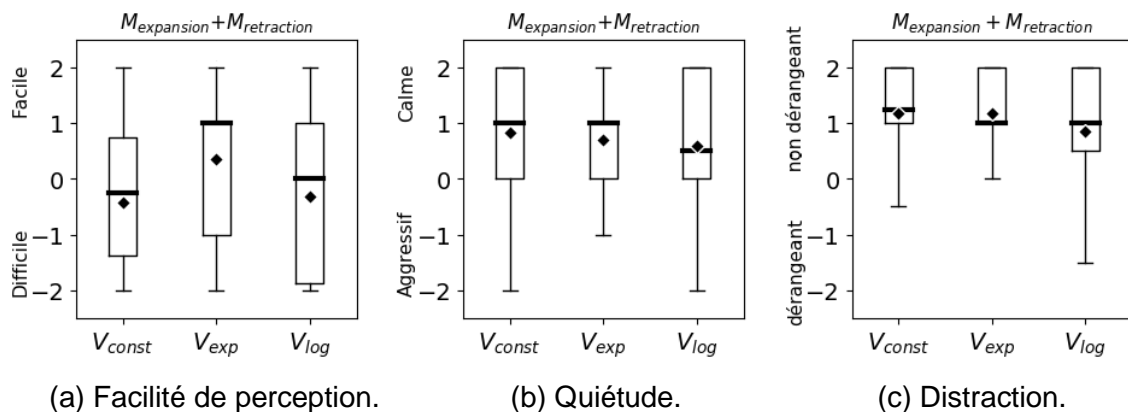 M_expansion+M_retraction
Facile
Difficile
2
1
0
−1
−2
V_const V_exp V_log
(a) Facilité de perception.
M_expansion+M_retraction
Calme
Aggressif
2
1
0
−1
−2
V_const V_exp V_log
(b) Quiétude.
M_expansion + M_retraction
non dérangeant
dérangeant
2
1
0
−1
−2
V_const V_exp V_log
(c) Distraction.